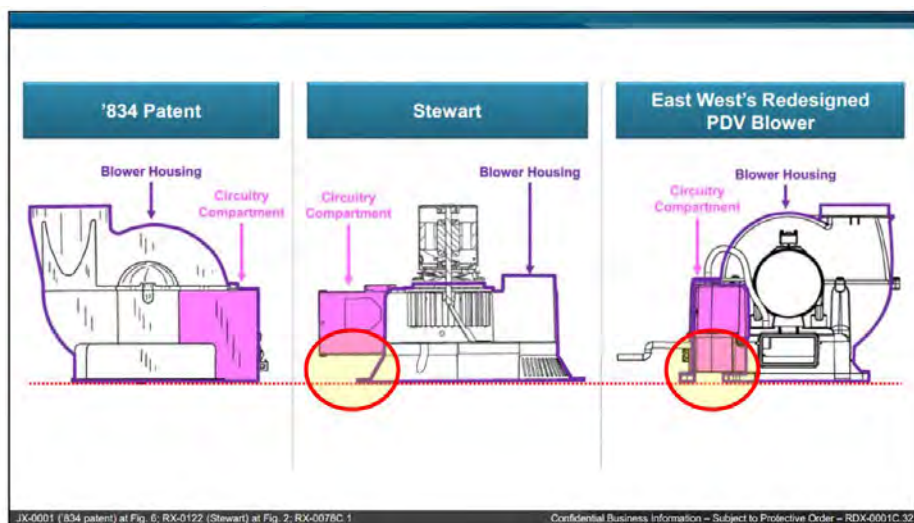 '834 Patent
Stewart
East West's Redesigned
PDV Blower
Blower Housing
Circuitry
Compartment
Circuitry
Compartment
Blower Housing
Blower Housing
Circuitry
Compartment
JX-0001 ('834 patent) at Fig. 6; RX-0122 (Stewart) at Fig. 2; RX-0078C.1
Confidential Business Information – Subject to Protective Order – RDX-0001C.32